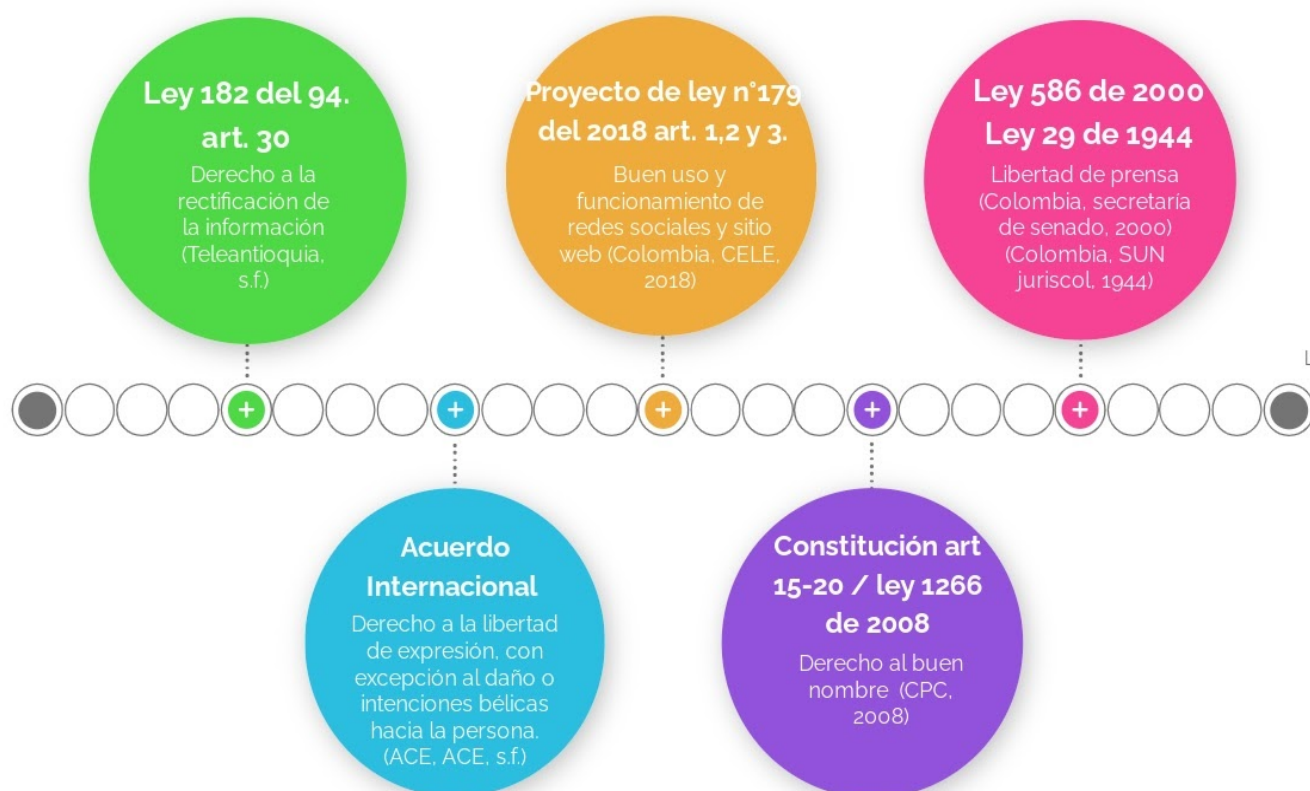 Ley 182 del 94.
art. 30
Derecho a la
rectificación de
la información
(Teleantioquia,
s.f.)
Proyecto de ley n°179
del 2018 art. 1,2 y 3.
Buen uso y
funcionamiento de
redes sociales y sitio
web (Colombia, CELE,
2018)
Ley 586 de 2000
Ley 29 de 1944
Libertad de prensa
(Colombia, secretaría
de senado, 2000)
(Colombia, SUN
juriscol, 1944)
L
+
+
+
+
+
Acuerdo
Internacional
Derecho a la libertad
de expresión, con
excepción al daño o
intenciones bélicas
hacia la persona.
(ACE, ACE, s.f.)
Constitución art
15-20 / ley 1266
de 2008
Derecho al buen
nombre (CPC,
2008)